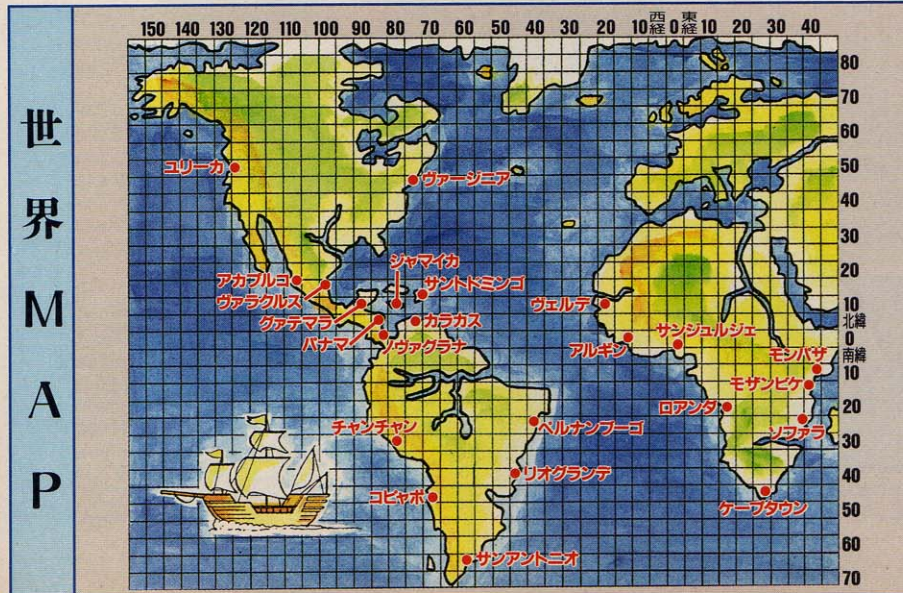 世界MAP
150 140 130 120 110 100 90 80 70 60 50 40 30 20 10 西経 0 東経 10 20 30 40
80
70
60
50
40
30
20
10
北緯
0
南緯
10
20
30
40
50
60
70
ユリーカ
ヴァージニア
ジャマイカ
アカプルコ
サントドミンゴ
ヴァラクルス
グァテマラ
カラカス
パナマ
ノヴァグラナ
ヴェルデ
アルギン
サンジュルジェ
モンバザ
モザンビケ
ロアンダ
ソファラ
チャンチャン
ペルナンブーゴ
コピャポ
リオグランデ
ケープタウン
サンアントニオ